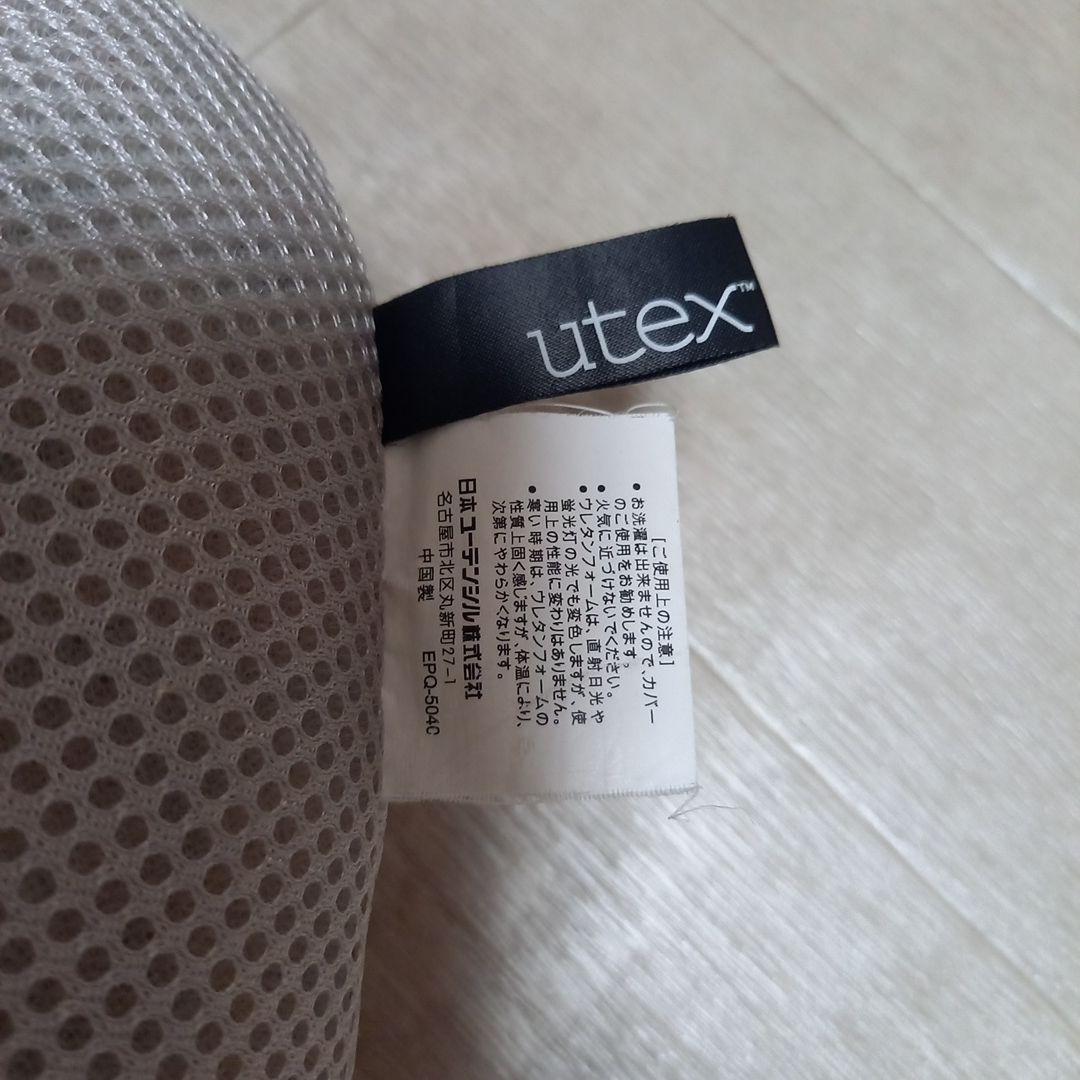 utex™
[ご使用上の注意]
• お洗濯は出来ませんので、カバー
のご使用をお勧めします。
• 火気に近づけないでください。
• ウレタンフォームは、直射日光や
蛍光灯の光でも変色しますが、使
用上の性能に変わりはありません。
• 寒い時期は、ウレタンフォームの
性質上固く感じますが、体温により、
次第にやわらかくなります。
日本ユーテンシル株式会社
名古屋市北区丸新町27-1
中国製 EPQ-504C